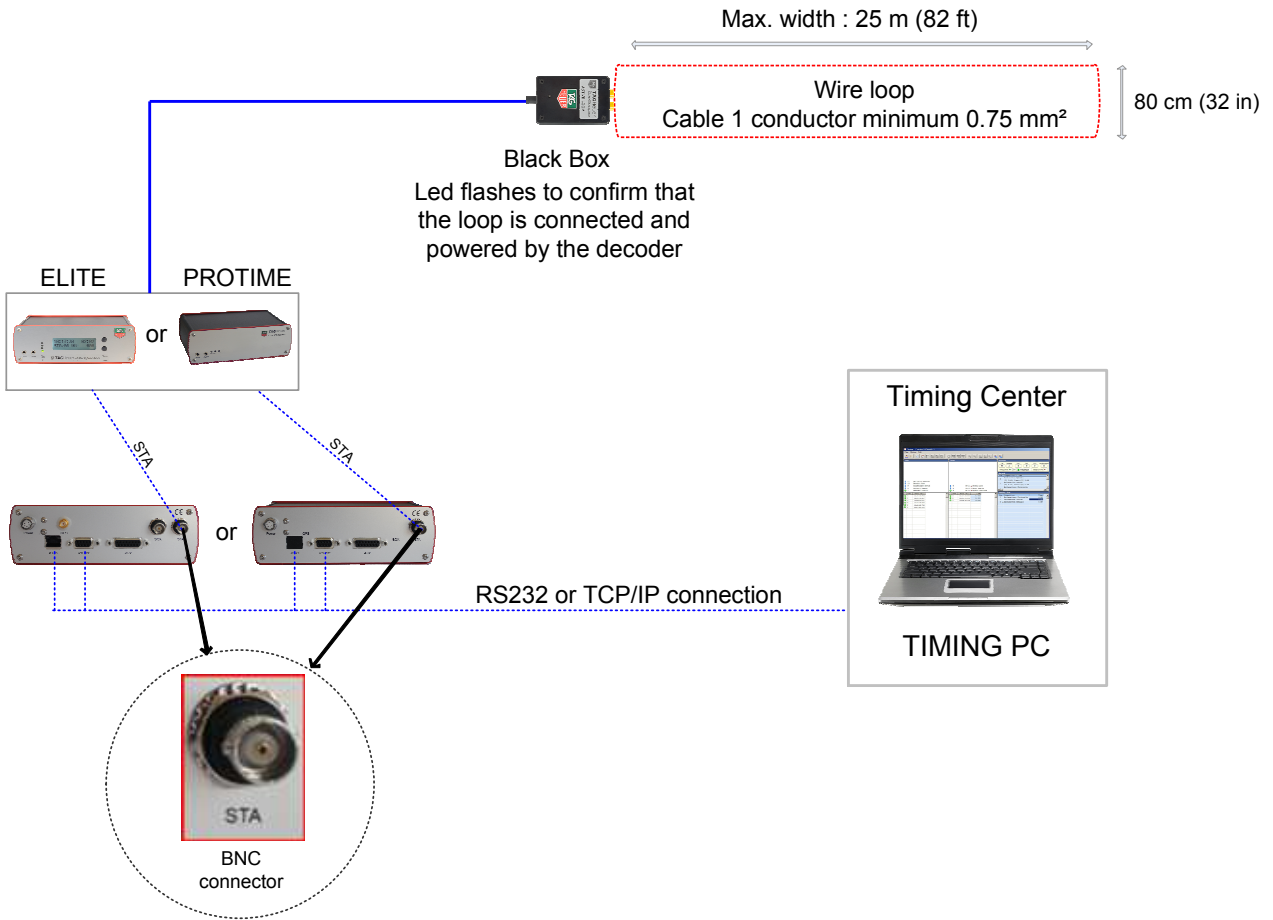 Max. width : 25 m (82 ft)
Wire loop
Cable 1 conductor minimum 0.75 mm²
80 cm (32 in)
Black Box
Led flashes to confirm that
the loop is connected and
powered by the decoder
ELITE
PROTIME
or
STA
STA
or
Timing Center
RS232 or TCP/IP connection
TIMING PC
STA
BNC
connector